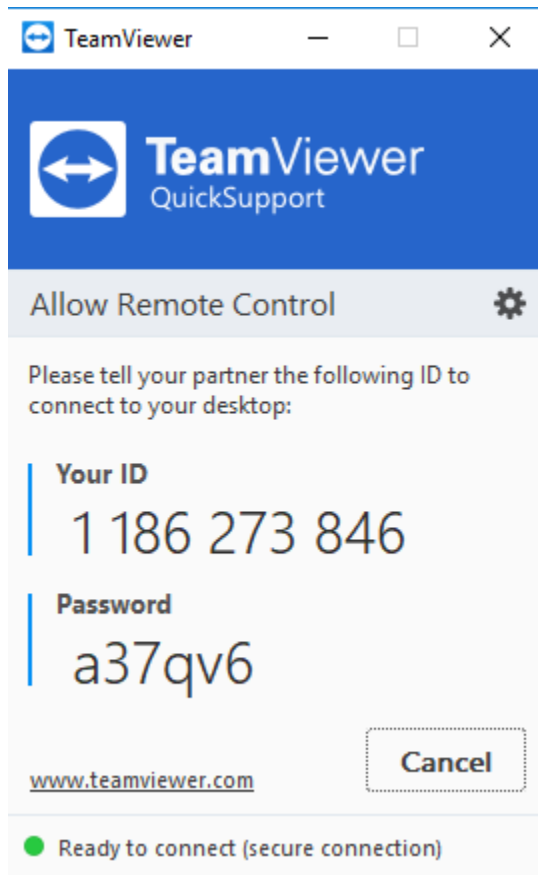 TeamViewer
TeamViewer
QuickSupport
Allow Remote Control
Please tell your partner the following ID to
connect to your desktop:
Your ID
1 186 273 846
Password
a37qv6
Cancel
www.teamviewer.com
Ready to connect (secure connection)